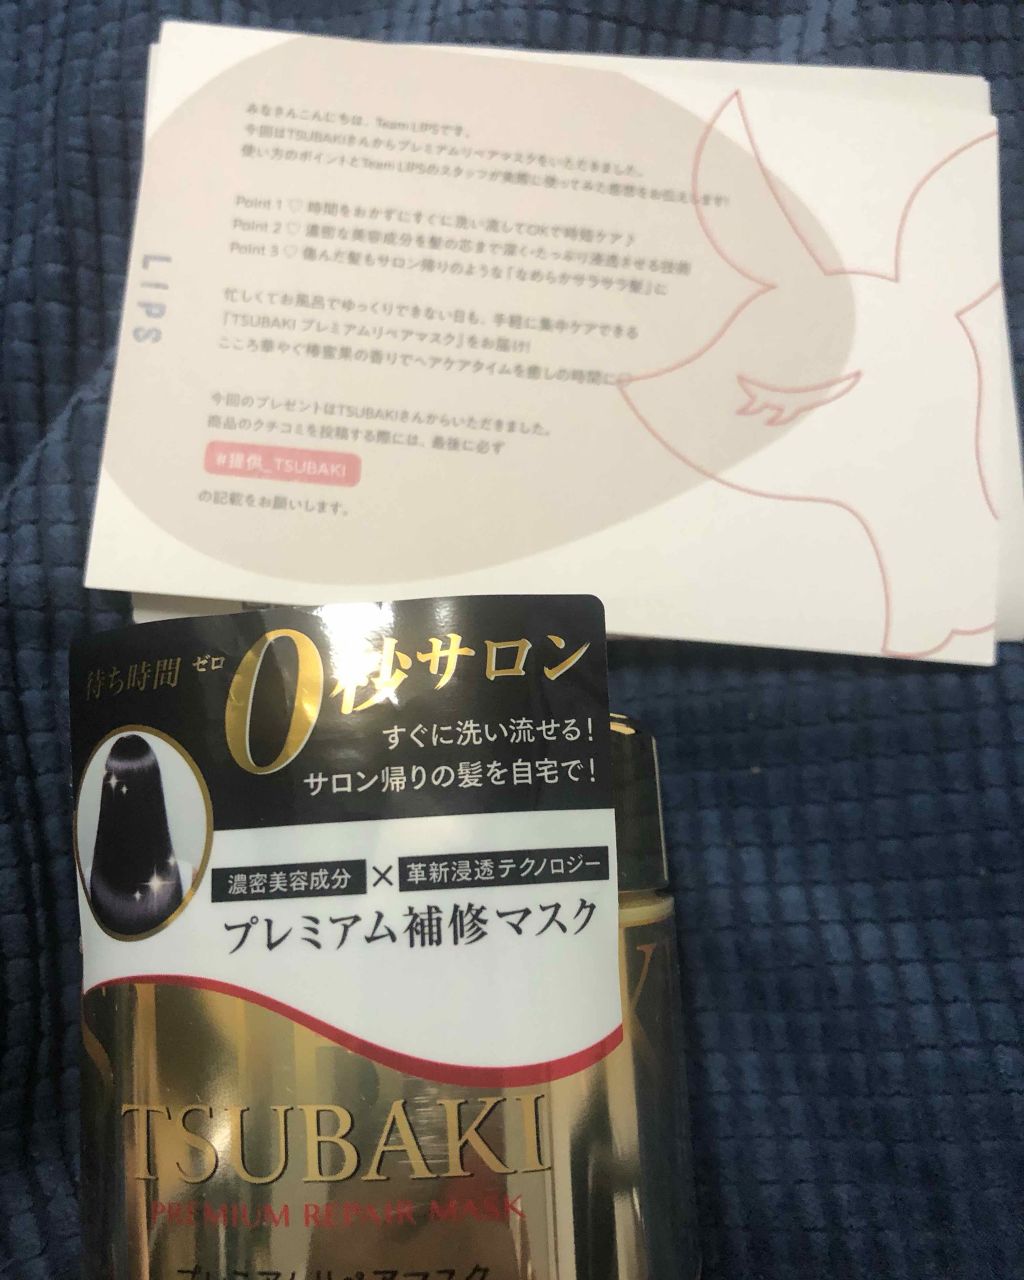 みなさんこんにちは、Team LIPSです。
今回はTSUBAKIさんからプレミアムリペアマスクをいただきました。
使い方のポイントとTeam LIPSのスタッフが実際に使ってみた感想をお伝えします!
Point 1 ♡ 時間をおかずにすぐに洗い流してOKで時短ケア♪
Point 2 ♡ 濃密な美容成分を髪の芯まで深く・たっぷり浸透させる技術
Point 3 ♡ 傷んだ髪もサロン帰りのような「なめらかサラサラ髪」に
忙しくてお風呂でゆっくりできない日も、手軽に集中ケアできる
「TSUBAKI プレミアムリペアマスク」をお届け!
こころ華やぐ椿蜜果の香りでヘアケアタイムを癒しの時間に♡
今回のプレゼントはTSUBAKIさんからいただきました。
商品のクチコミを投稿する際には、最後に必ず
#提供_TSUBAKI
の記載をお願いします。
LIPS
待ち時間 ゼロ
0秒サロン
すぐに洗い流せる!
サロン帰りの髪を自宅で!
濃密美容成分 × 革新浸透テクノロジー
プレミアム補修マスク
TSUBAKI
PREMIUM REPAIR MASK
プレミアムリペアマスク